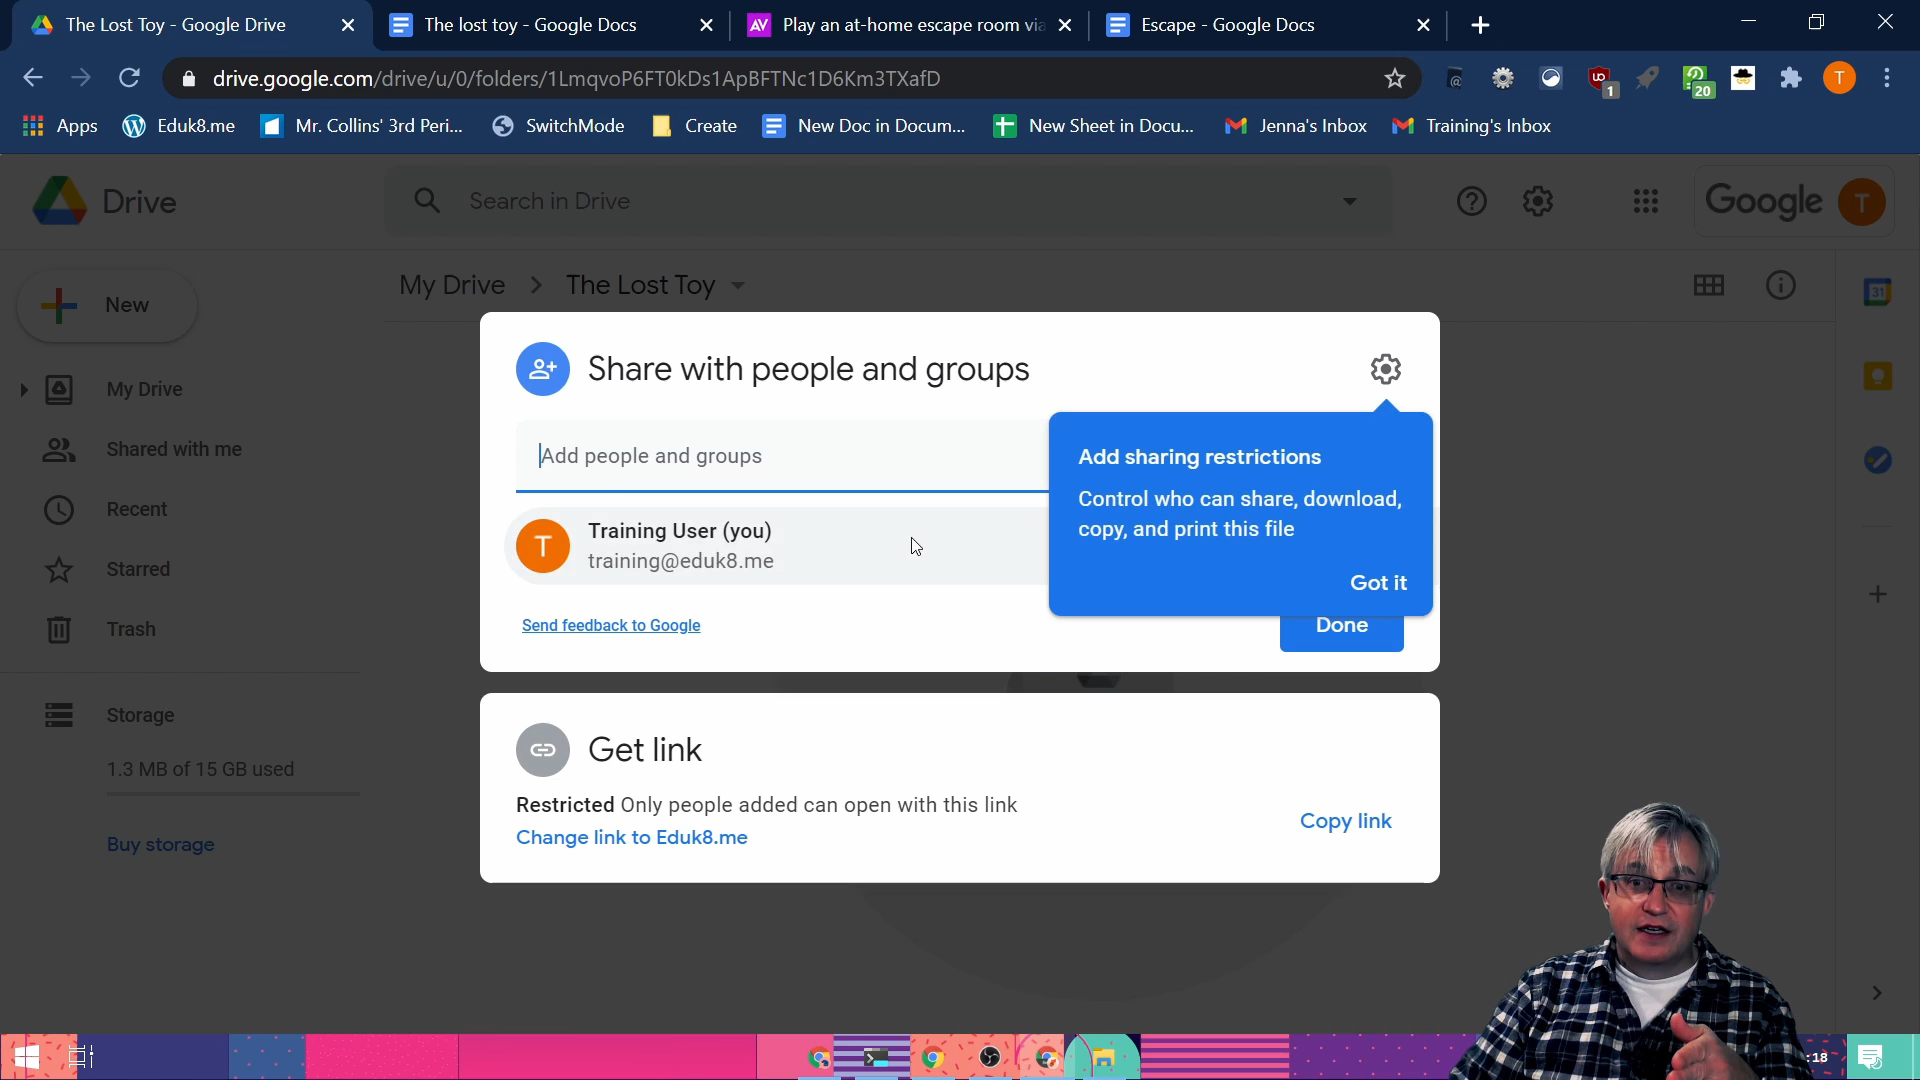 The Lost Toy - Google Drive
The lost toy - Google Docs
Play an at-home escape room via
Escape - Google Docs
drive.google.com/drive/u/0/folders/1LmqvoP6FT0kDs1ApBFTNc1D6Km3TXafD
1
20
T
Apps
Eduk8.me
Mr. Collins' 3rd Peri...
SwitchMode
Create
New Doc in Docum...
New Sheet in Docu...
Jenna's Inbox
Training's Inbox
Drive
Search in Drive
Google
T
New
My Drive
The Lost Toy
31
My Drive
Shared with me
Recent
Starred
Trash
Storage
1.3 MB of 15 GB used
Buy storage
Share with people and groups
Add people and groups
Add sharing restrictions
Control who can share, download,
copy, and print this file
Got it
T
Training User (you)
training@eduk8.me
Send feedback to Google
Done
Get link
Restricted Only people added can open with this link
Change link to Eduk8.me
Copy link
:18